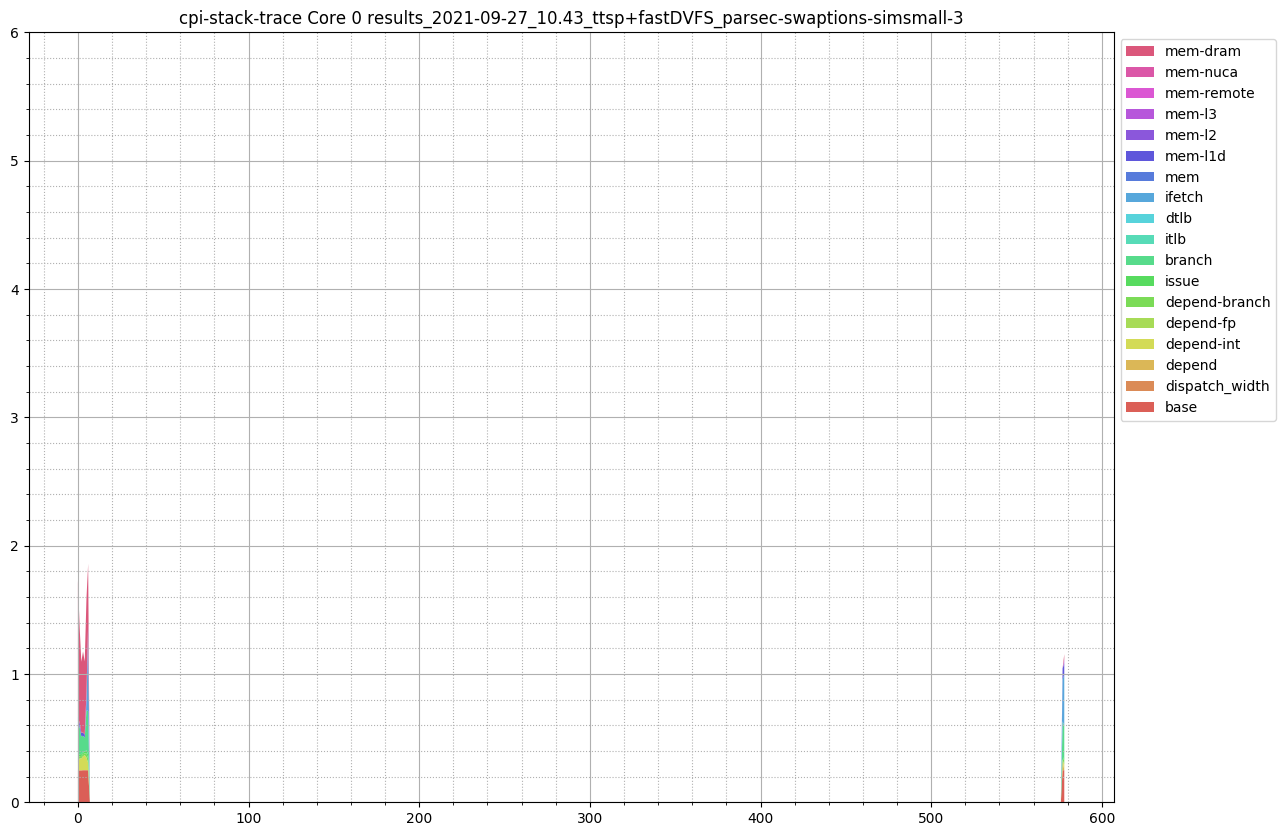 cpi-stack-trace Core 0 results_2021-09-27_10.43_ttsp+fastDVFS_parsec-swaptions-simsmall-3
6
5
4
3
2
1
0
0 100 200 300 400 500 600
mem-dram
mem-nuca
mem-remote
mem-l3
mem-l2
mem-l1d
mem
ifetch
dtlb
itlb
branch
issue
depend-branch
depend-fp
depend-int
depend
dispatch_width
base